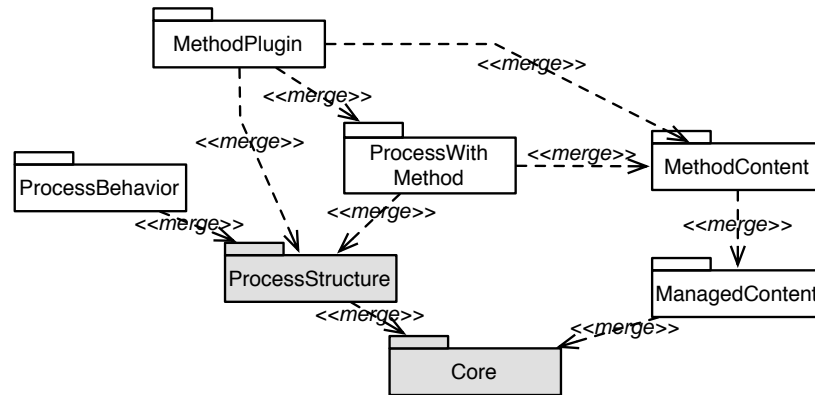 MethodPlugin
<<merge>>
<<merge>>
<<merge>>
ProcessWith
Method
<<merge>>
MethodContent
ProcessBehavior
<<merge>>
<<merge>>
<<merge>>
ProcessStructure
ManagedContent
<<merge>>
<<merge>>
Core